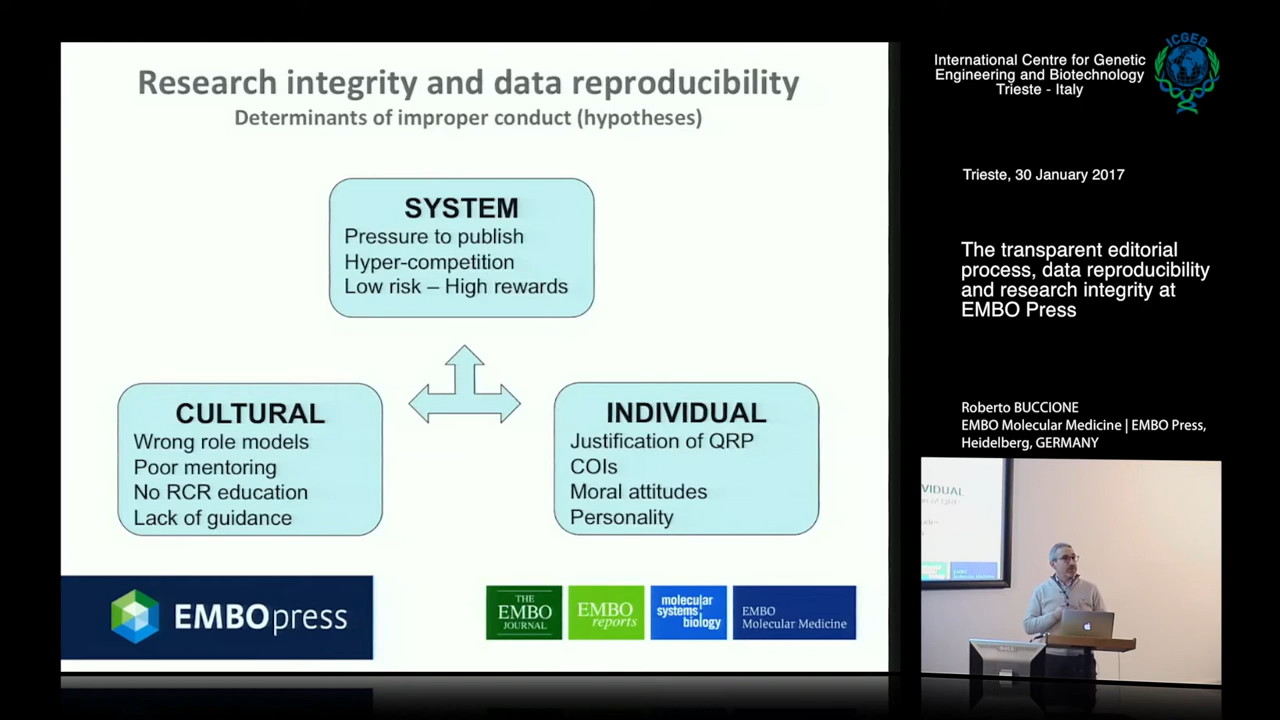 Research integrity and data reproducibility
Determinants of improper conduct (hypotheses)
SYSTEM
Pressure to publish
Hyper-competition
Low risk – High rewards
CULTURAL
Wrong role models
Poor mentoring
No RCR education
Lack of guidance
INDIVIDUAL
Justification of QRP
COIs
Moral attitudes
Personality
EMBOpress
THE
EMBO
JOURNAL
EMBO
reports
molecular
systems
biology
EMBO
Molecular Medicine
International Centre for Genetic
Engineering and Biotechnology
Trieste - Italy
ICGEB
Trieste, 30 January 2017
The transparent editorial
process, data reproducibility
and research integrity at
EMBO Press
Roberto BUCCIONE
EMBO Molecular Medicine | EMBO Press,
Heidelberg, GERMANY
VIDUAL